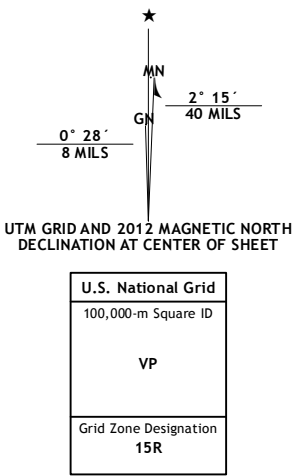 ★
MN
2° 15´
40 MILS
GN
0° 28´
8 MILS
UTM GRID AND 2012 MAGNETIC NORTH
DECLINATION AT CENTER OF SHEET
U.S. National Grid
100,000-m Square ID
VP
Grid Zone Designation
15R